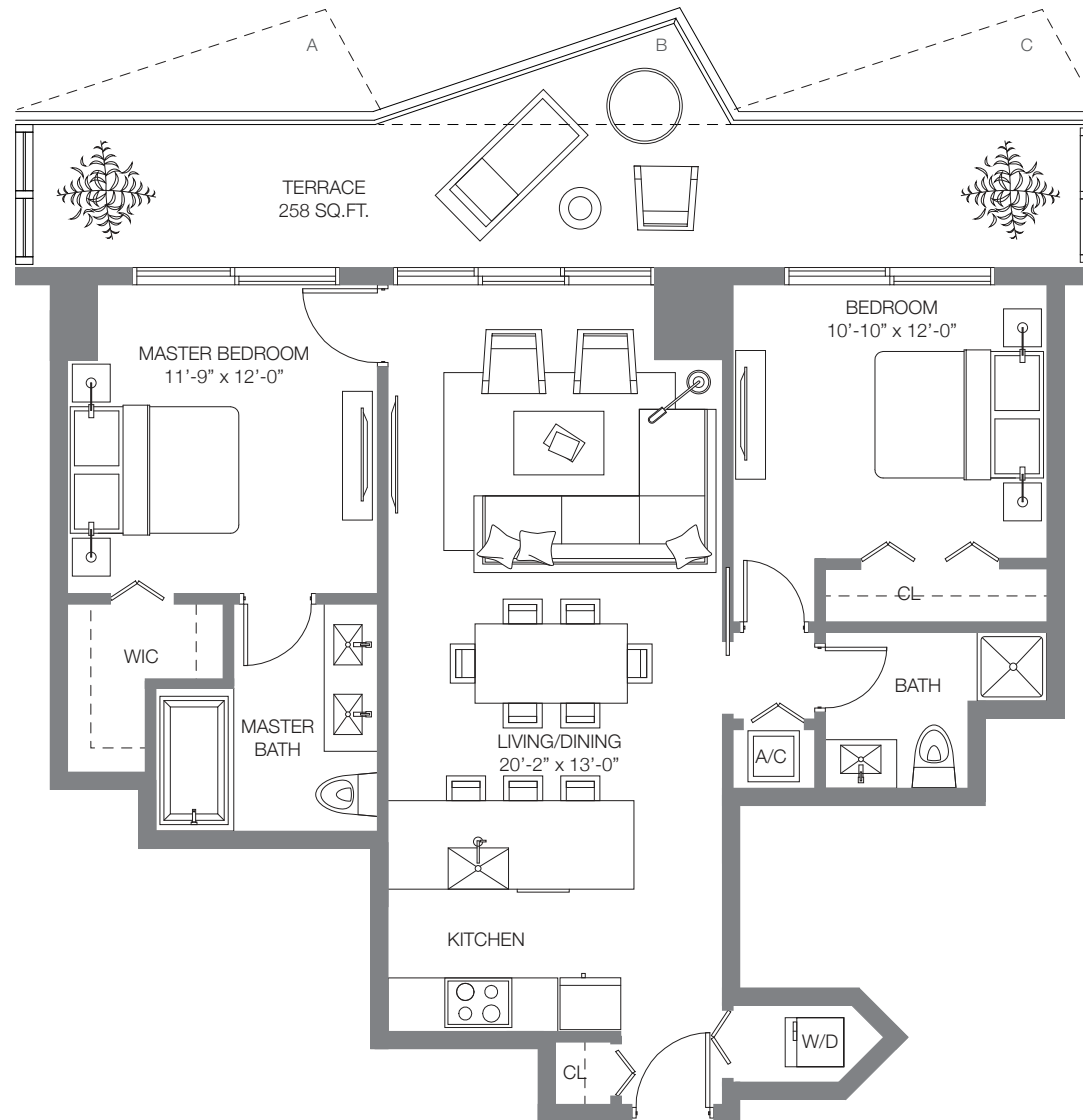 A
B
C
TERRACE
258 SQ.FT.
BEDROOM
10’-10” x 12’-0”
MASTER BEDROOM
11’-9” x 12’-0”
CL
WIC
BATH
MASTER
BATH
LIVING/DINING
20’-2” x 13’-0”
A/C
KITCHEN
W/D
CL